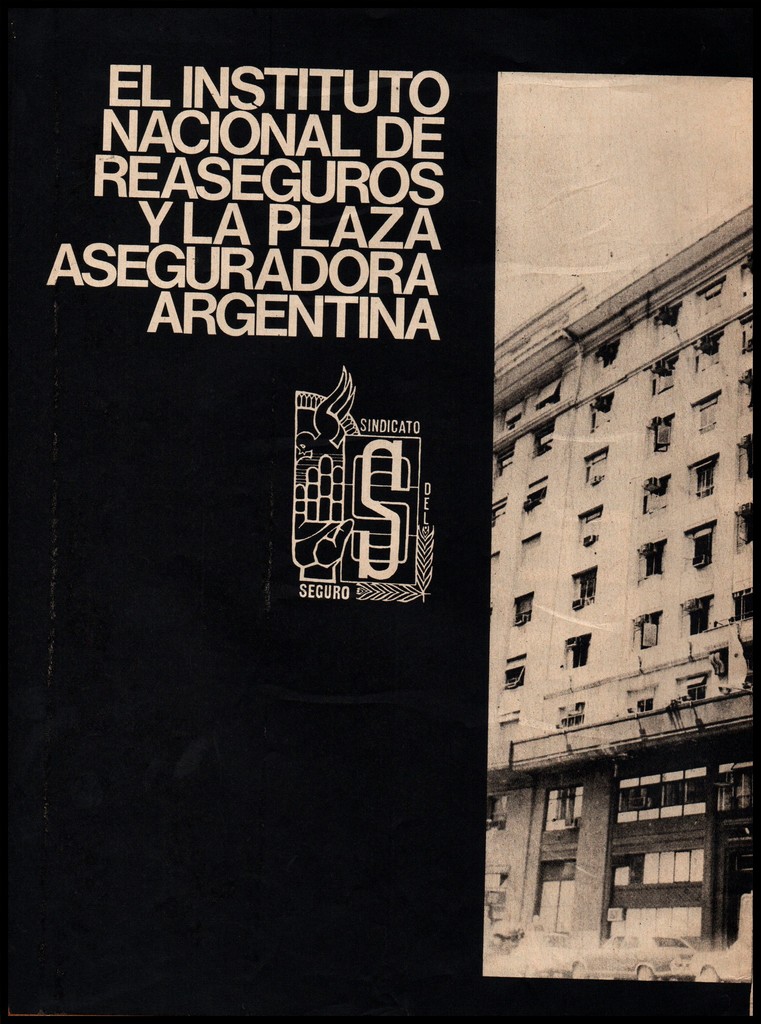 EL INSTITUTO
NACIONAL DE
REASEGUROS
Y LA PLAZA
ASEGURADORA
ARGENTINA
SINDICATO
S
DEL
SEGURO